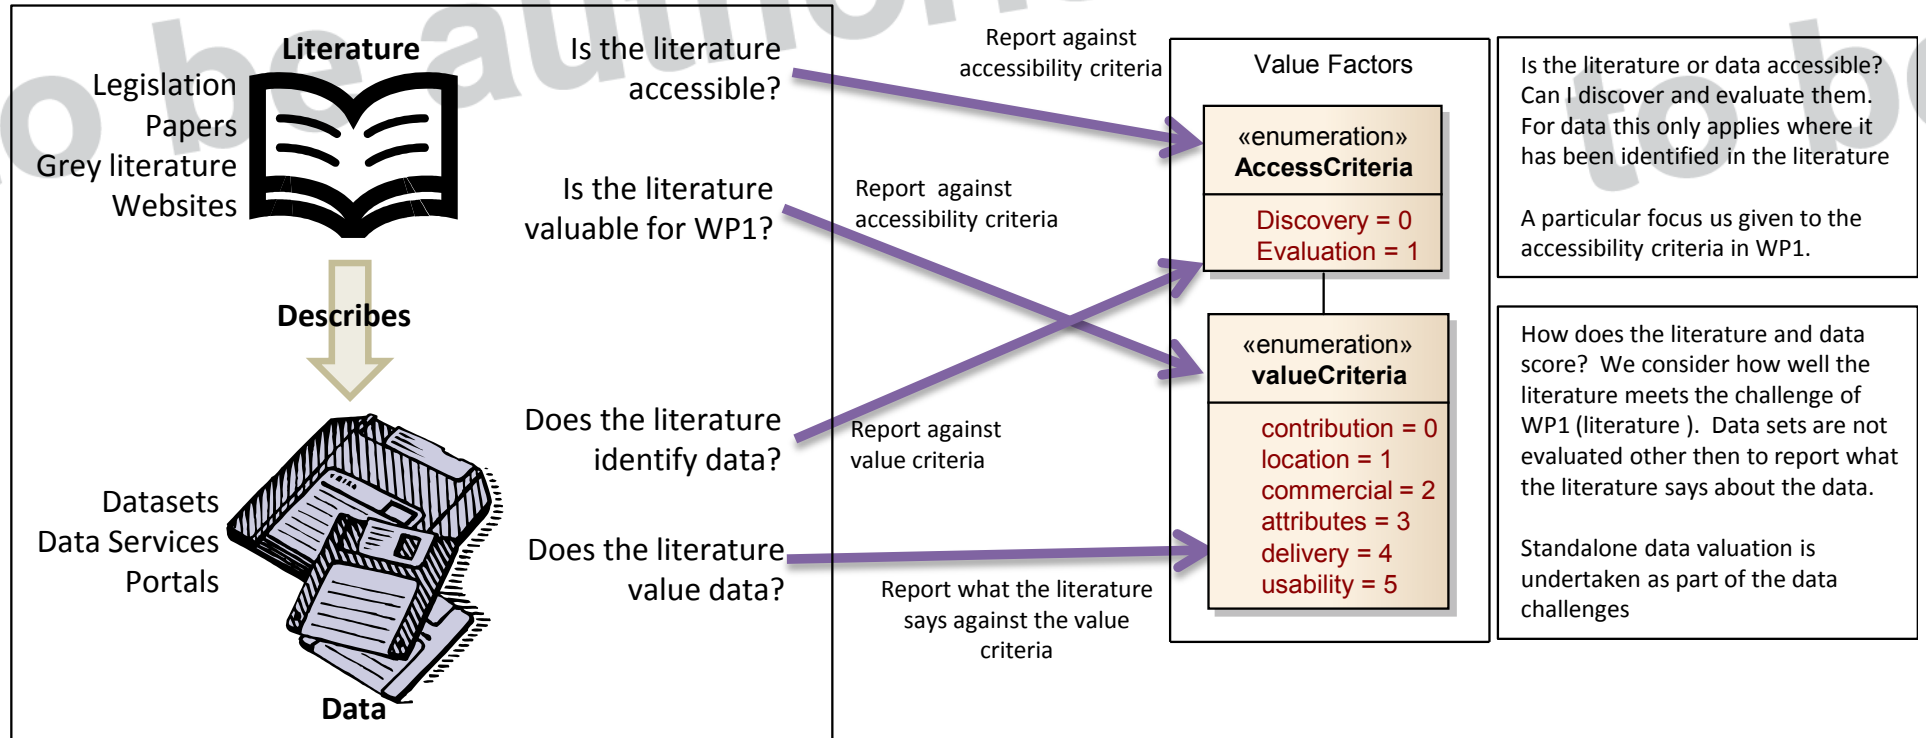 to be autho
to be
Literature
Legislation
Papers
Grey literature
Websites
Describes
Datasets
Data Services
Portals
Data
Is the literature
accessible?
Is the literature
valuable for WP1?
Does the literature
identify data?
Does the literature
value data?
Report against
accessibility criteria
Report against
accessibility criteria
Report against
value criteria
Report what the literature
says against the value
criteria
Value Factors
«enumeration»
AccessCriteria
Discovery = 0
Evaluation = 1
«enumeration»
valueCriteria
contribution = 0
location = 1
commercial = 2
attributes = 3
delivery = 4
usability = 5
Is the literature or data accessible?
Can I discover and evaluate them.
For data this only applies where it
has been identified in the literature
A particular focus us given to the
accessibility criteria in WP1.
How does the literature and data
score? We consider how well the
literature meets the challenge of
WP1 (literature ). Data sets are not
evaluated other then to report what
the literature says about the data.
Standalone data valuation is
undertaken as part of the data
challenges